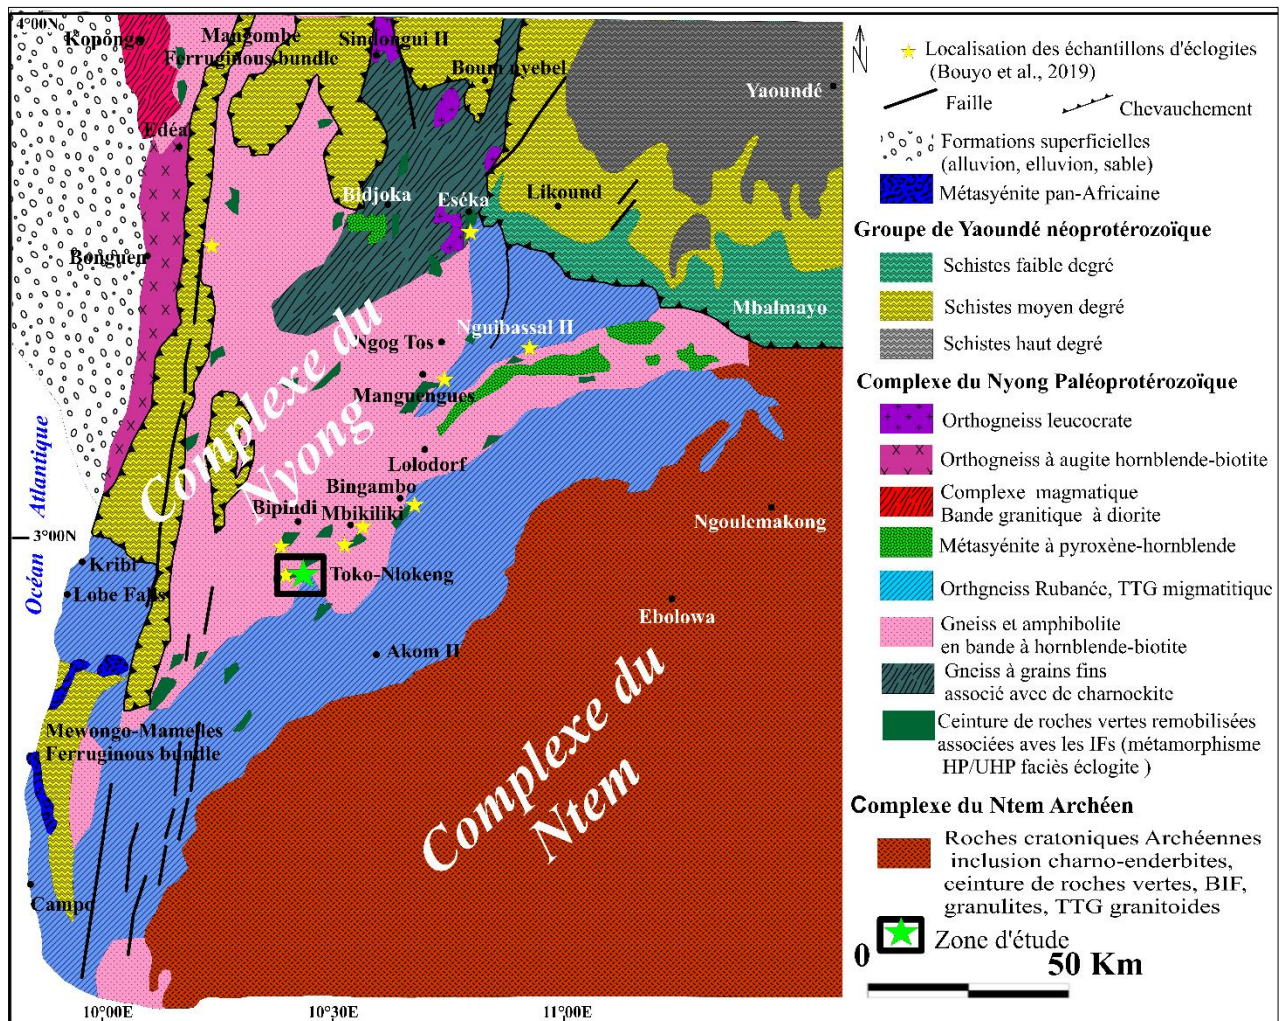 4°00N
Kopongo
Mangombe
Ferruginous bundle
Sindongui II
Boum nyebel
Yaoundé
Edéa
Bidjoka
Eséka
Likound
Bonguen
Mbalmayo
Nguibassal II
Ngog Tos
Manguengues
Complexe du
Nyong
Lolodorf
Bingambo
Bipindi
Mbikiliki
Ngoulemakong
Océan Atlantique
3°00N
Kribi
Lobe Falls
Toko-Nlokeng
Ebolowa
Akom II
Mewongo-Mamelles
Ferruginous bundle
Complexe du
Ntem
Campo
10°00E
10°30E
11°00E
N
Localisation des échantillons d'éclogites
(Bouyo et al., 2019)
Faille
Chevauchement
Formations superficielles
(alluvion, elluvion, sable)
Métasyénite pan-Africaine
Groupe de Yaoundé néoprotérozoïque
Schistes faible degré
Schistes moyen degré
Schistes haut degré
Complexe du Nyong Paléoprotérozoïque
Orthogneiss leucocrate
Orthogneiss à augite hornblende-biotite
Complexe magmatique
Bande granitique à diorite
Métasyénite à pyroxène-hornblende
Orthgneiss Rubanée, TTG migmatitique
Gneiss et amphibolite
en bande à hornblende-biotite
Gneiss à grains fins
associé avec de charnockite
Ceinture de roches vertes remobilisées
associées aves les IFs (métamorphisme
HP/UHP faciès éclogite )
Complexe du Ntem Archéen
Roches cratoniques Archéennes
inclusion charno-enderbites,
ceinture de roches vertes, BIF,
granulites, TTG granitoides
Zone d'étude
0
50 Km